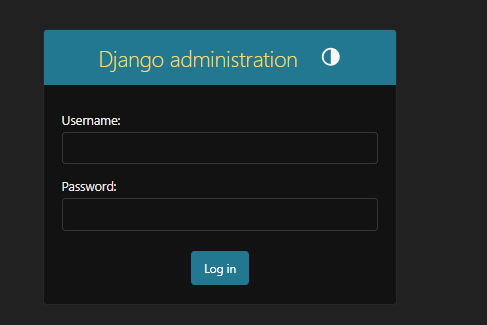 Django administration
Username:
Password:
Log in